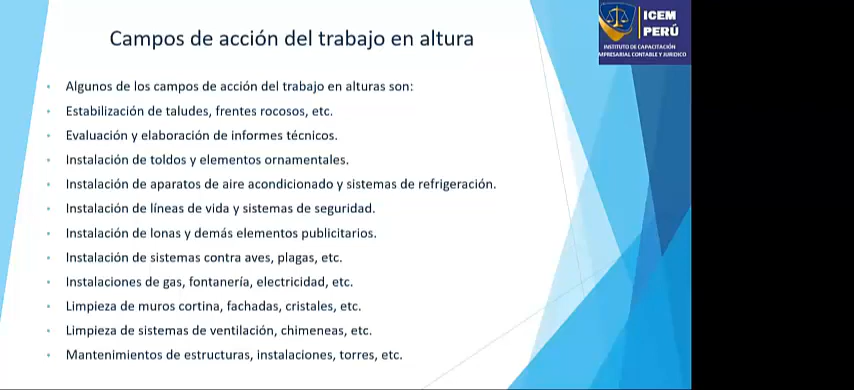 ICEM
PERÚ
INSTITUTO DE CAPACITACIÓN
EMPRESARIAL CONTABLE Y JURIDICO
Campos de acción del trabajo en altura
Algunos de los campos de acción del trabajo en alturas son:
Estabilización de taludes, frentes rocosos, etc.
Evaluación y elaboración de informes técnicos.
Instalación de toldos y elementos ornamentales.
Instalación de aparatos de aire acondicionado y sistemas de refrigeración.
Instalación de líneas de vida y sistemas de seguridad.
Instalación de lonas y demás elementos publicitarios.
Instalación de sistemas contra aves, plagas, etc.
Instalaciones de gas, fontanería, electricidad, etc.
Limpieza de muros cortina, fachadas, cristales, etc.
Limpieza de sistemas de ventilación, chimeneas, etc.
Mantenimientos de estructuras, instalaciones, torres, etc.